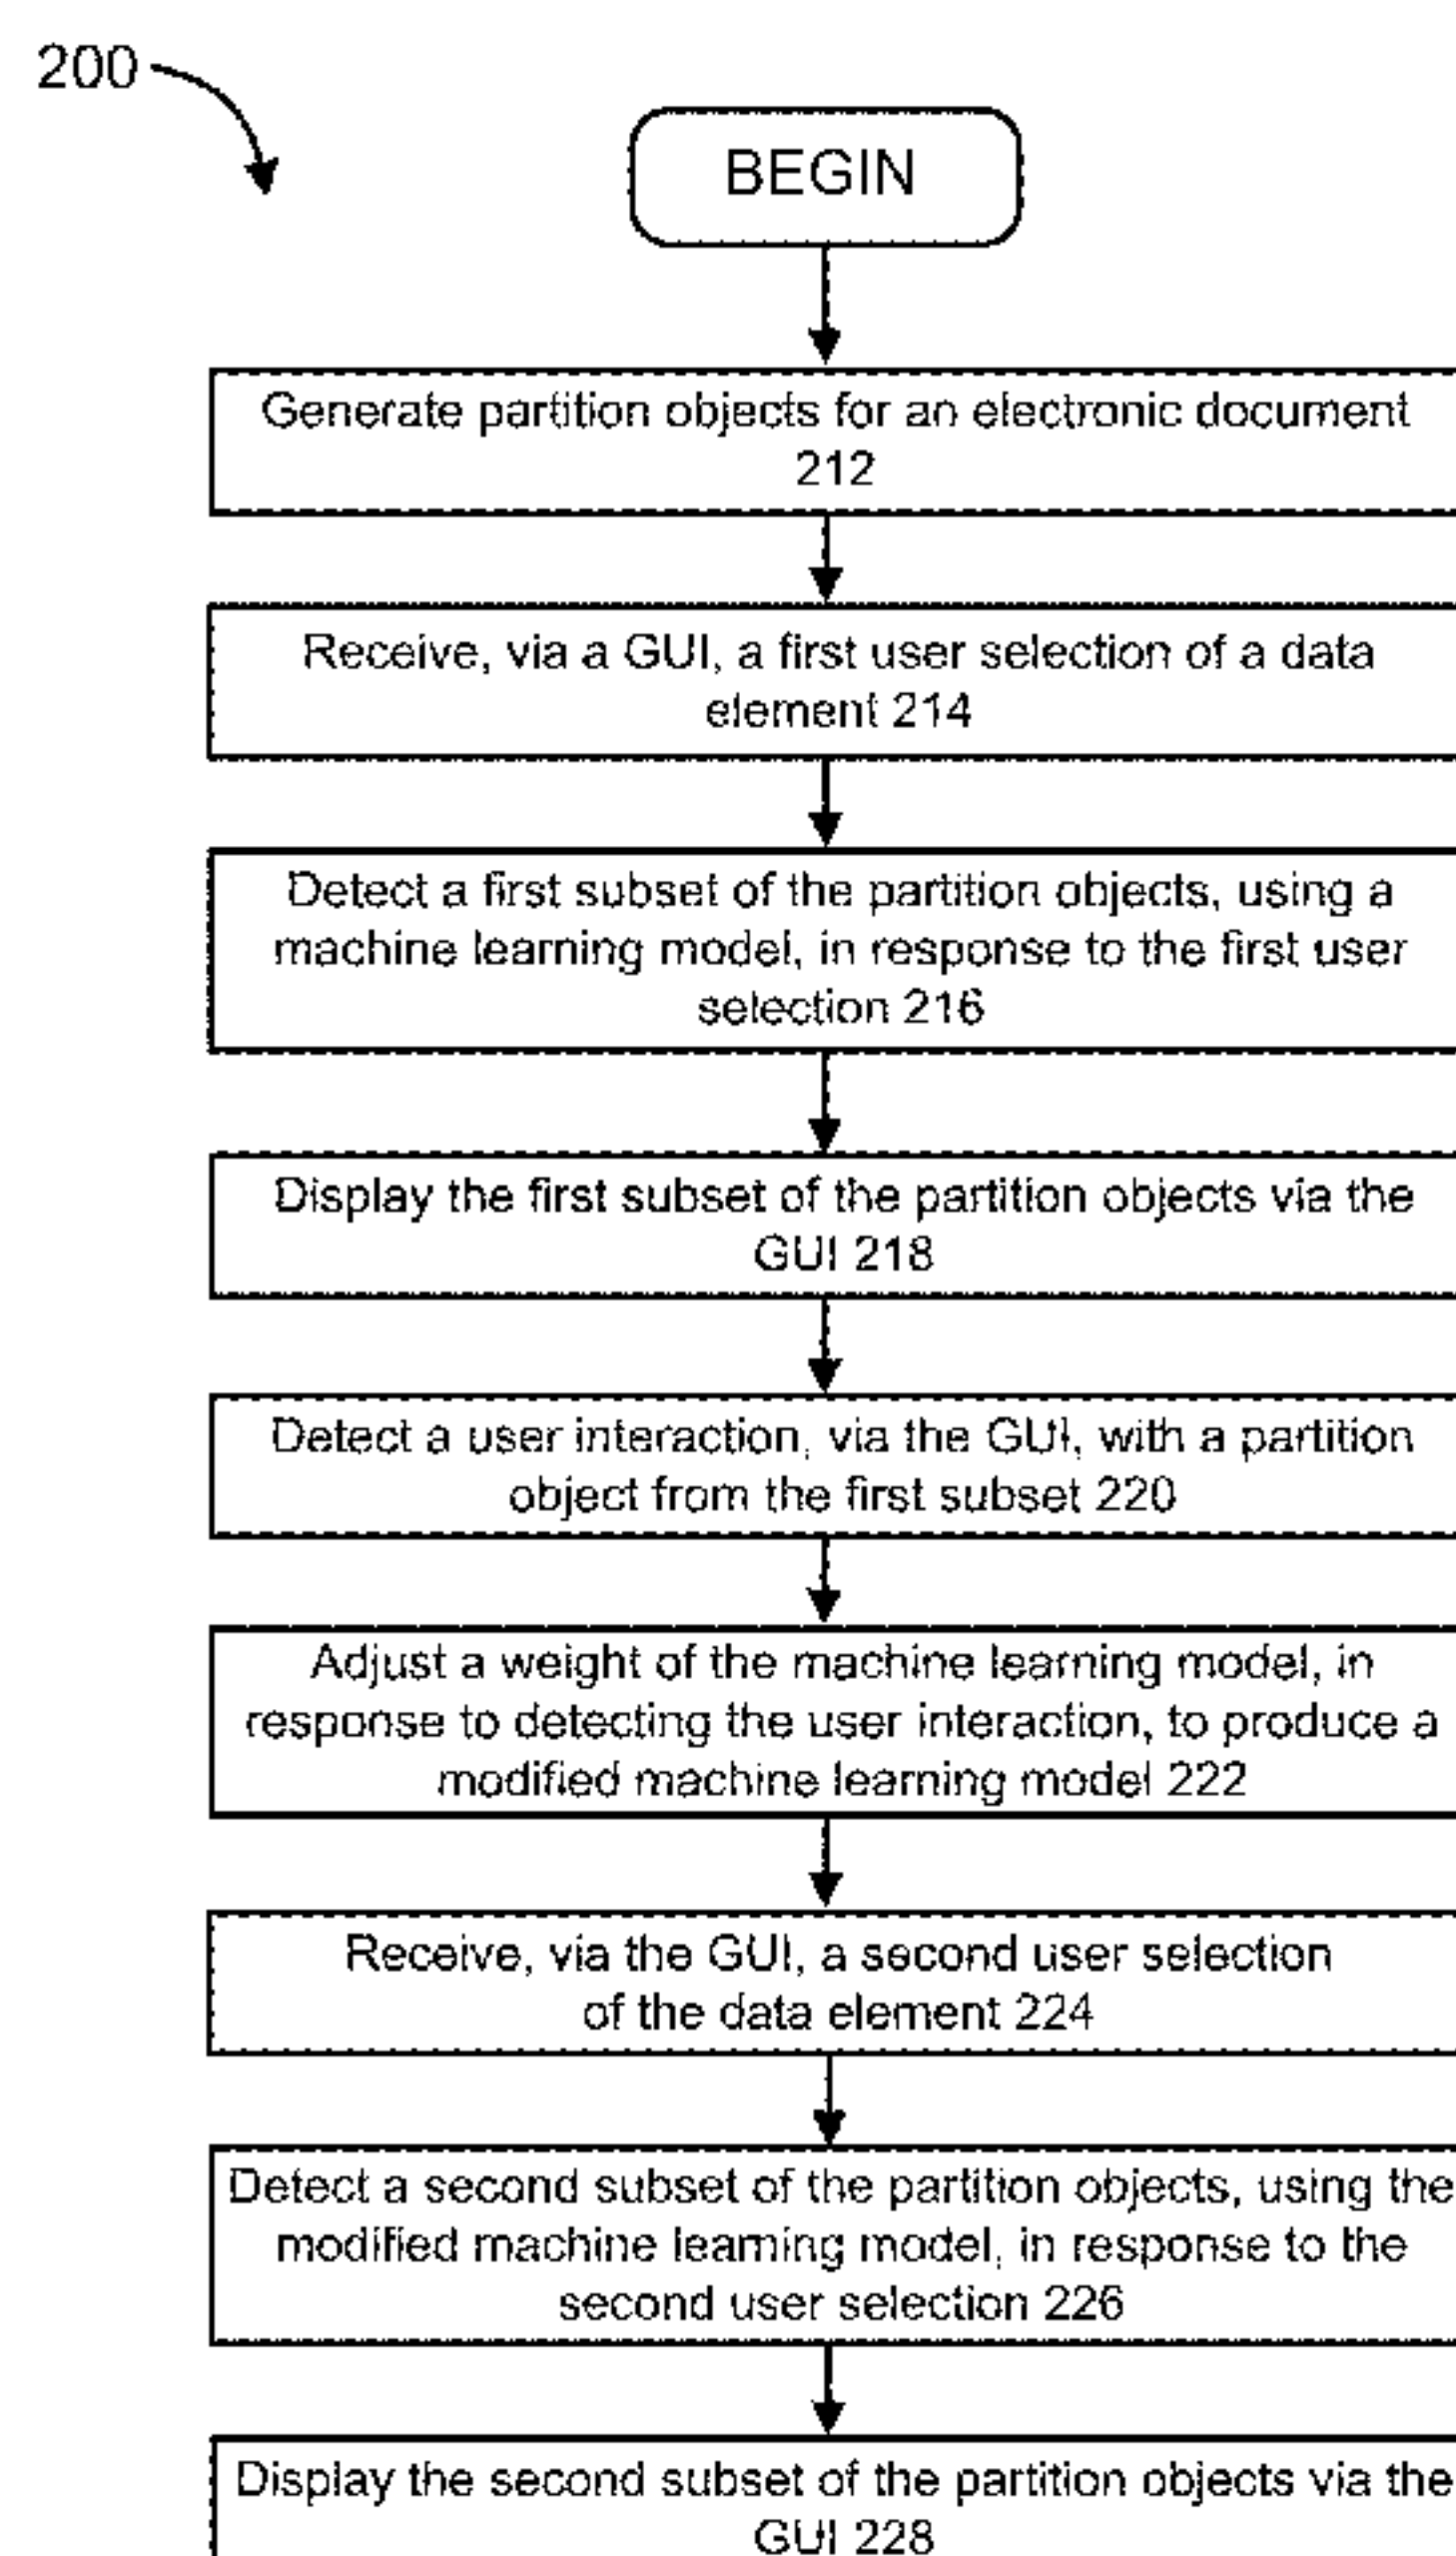 200
BEGIN
Generate partition objects for an electronic document
212
Receive, via a GUI, a first user selection of a data
element 214
Detect a first subset of the partition objects, using a
machine learning model, in response to the first user
selection 216
Display the first subset of the partition objects via the
GUI 218
Detect a user interaction, via the GUI, with a partition
object from the first subset 220
Adjust a weight of the machine learning model, in
response to detecting the user interaction, to produce a
modified machine learning model 222
Receive, via the GUI, a second user selection
of the data element 224
Detect a second subset of the partition objects, using the
modified machine learning model, in response to the
second user selection 226
Display the second subset of the partition objects via the
GUI 228